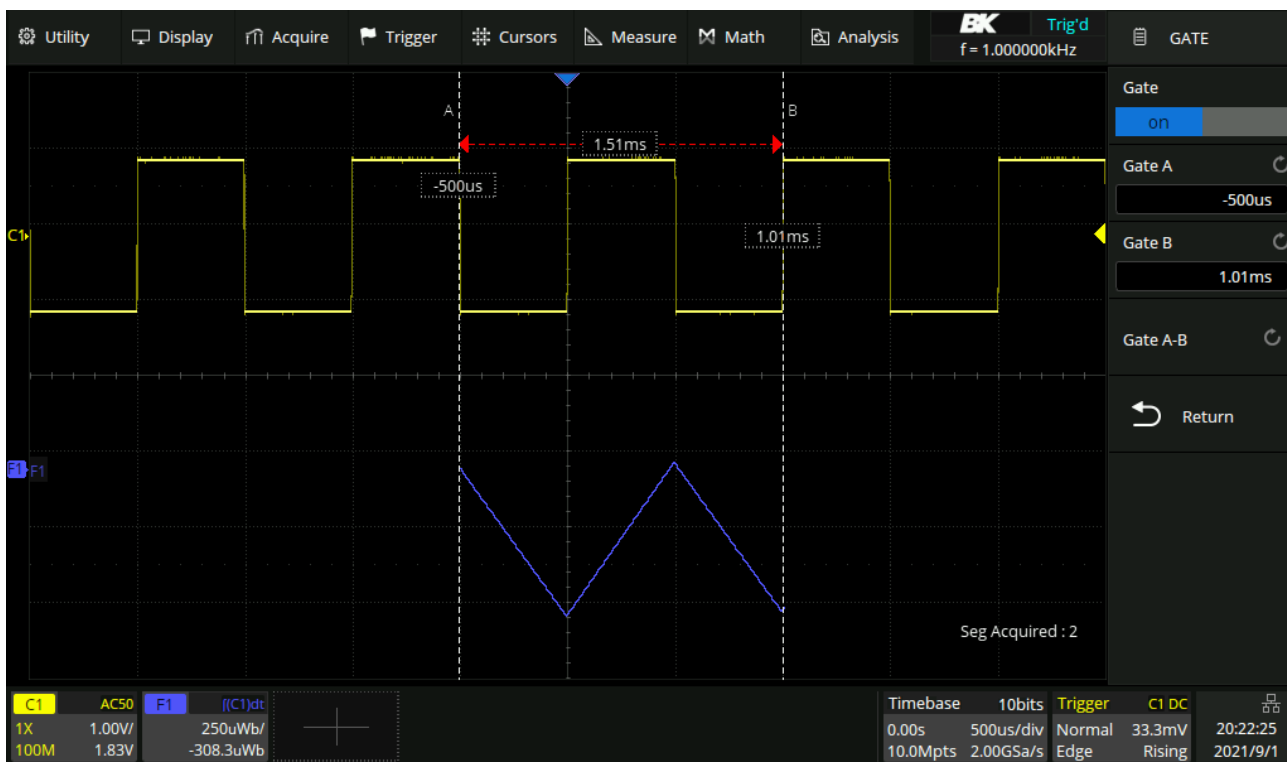 Utility Display Acquire Trigger Cursors Measure Math Analysis BK Trig'd GATE
f = 1.000000kHz
Gate
on
A B
1.51ms
Gate A
-500us
-500us
C1 1.01ms
Gate B
1.01ms
Gate A-B
Return
F1 F1
Seg Acquired : 2
C1 AC50 F1 ∫(C1)dt Timebase 10bits Trigger C1 DC
1X 1.00V/ 250uWb/ 0.00s 500us/div Normal 33.3mV 20:22:25
100M 1.83V -308.3uWb 10.0Mpts 2.00GSa/s Edge Rising 2021/9/1